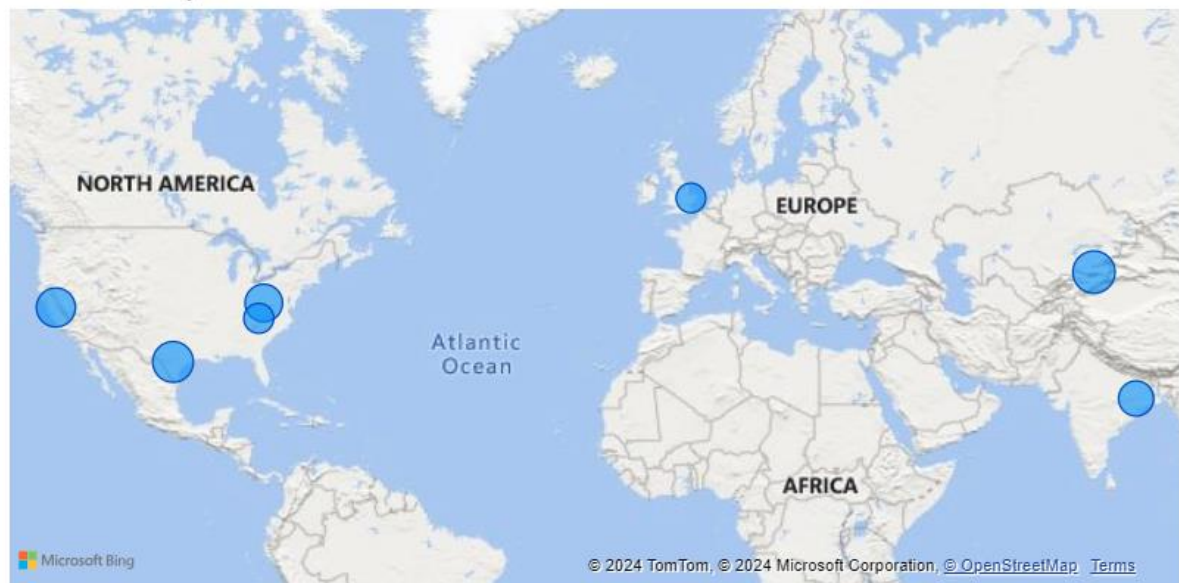 NORTH AMERICA
EUROPE
Atlantic
Ocean
AFRICA
Microsoft Bing
© 2024 TomTom, © 2024 Microsoft Corporation, © OpenStreetMap Terms